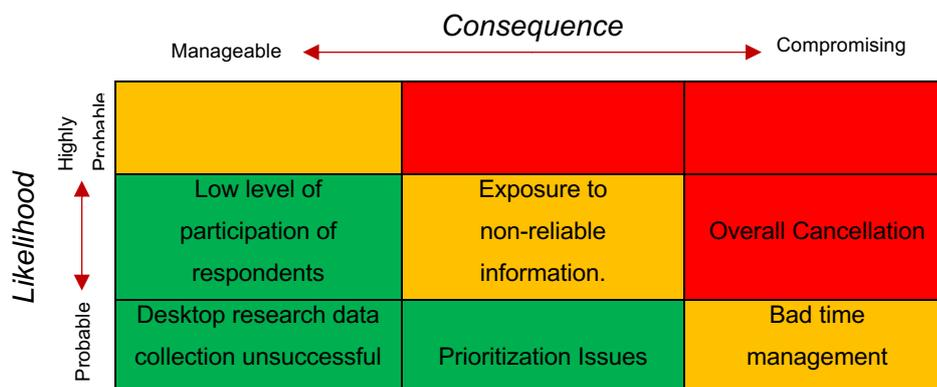 Consequence
Manageable
Compromising
Likelihood
Highly
Probable
Low level of
participation of
respondents
Exposure to
non-reliable
information.
Overall Cancellation
Probable
Desktop research data
collection unsuccessful
Prioritization Issues
Bad time
management